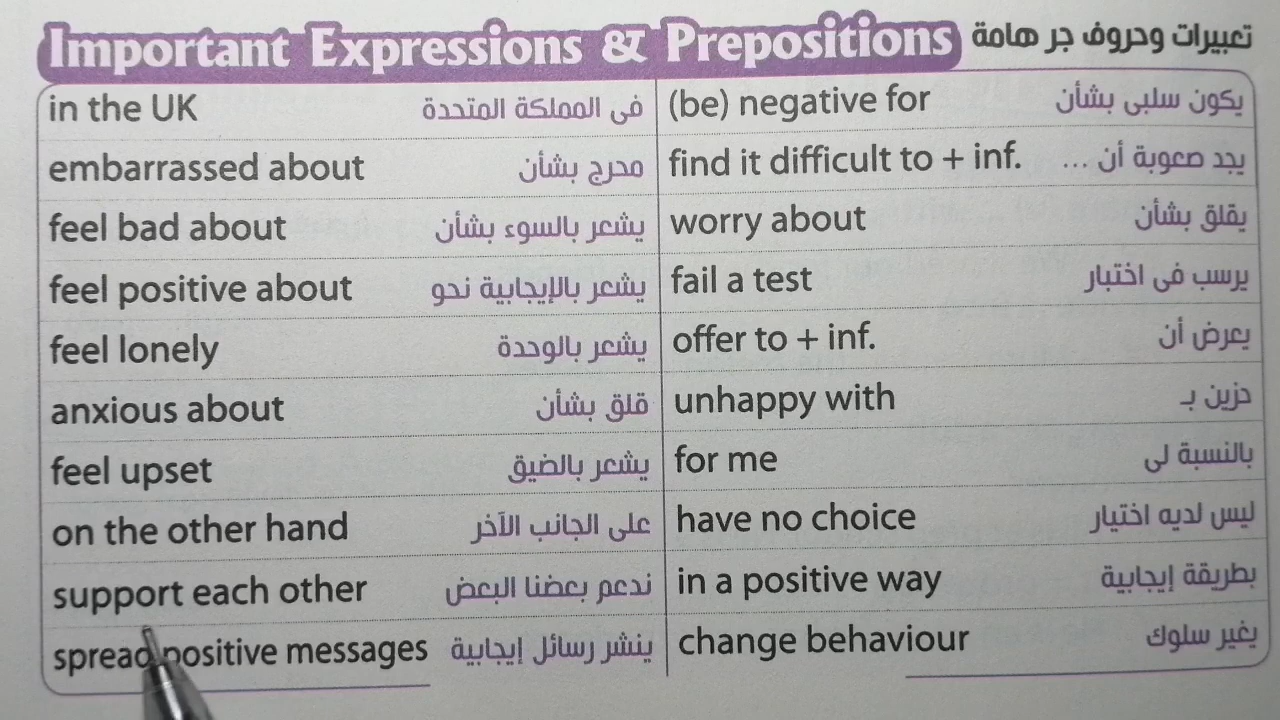 Important Expressions & Prepositions تعبيرات وحروف جر هامة
in the UK فى المملكة المتحدة
embarrassed about محرج بشأن
feel bad about يشعر بالسوء بشأن
feel positive about يشعر بالإيجابية نحو
feel lonely يشعر بالوحدة
anxious about قلق بشأن
feel upset يشعر بالضيق
on the other hand على الجانب الآخر
support each other ندعم بعضنا البعض
spread positive messages ينشر رسائل إيجابية
(be) negative for يكون سلبى بشأن
find it difficult to + inf. يجد صعوبة أن ...
worry about يقلق بشأن
fail a test يرسب فى اختبار
offer to + inf. يعرض أن
unhappy with حزين بـ
for me بالنسبة لى
have no choice ليس لديه اختيار
in a positive way بطريقة إيجابية
change behaviour يغير سلوك